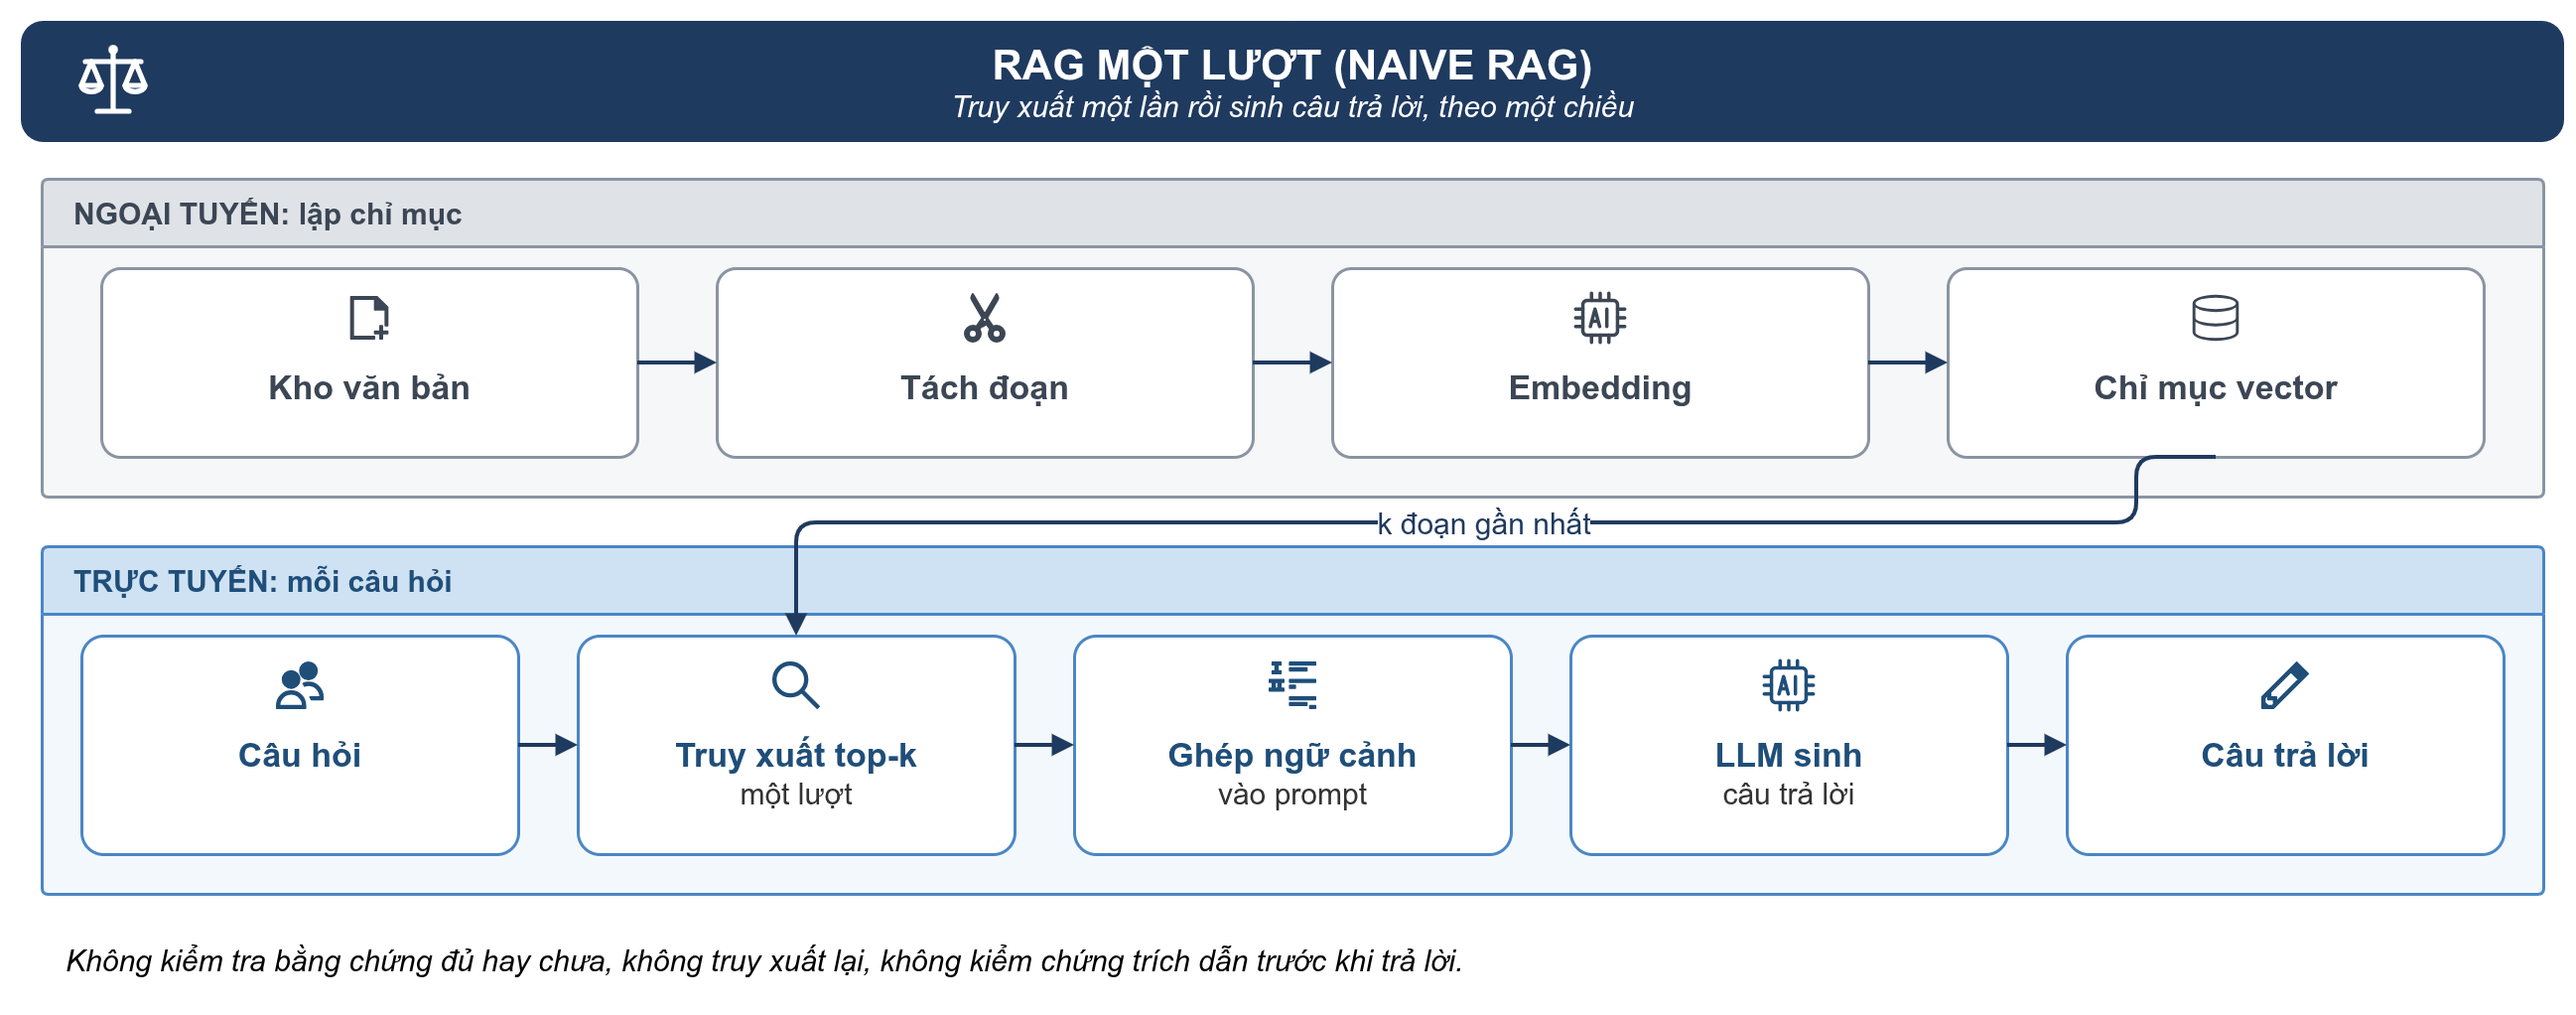 RAG MỘT LƯỢT (NAIVE RAG)
Truy xuất một lần rồi sinh câu trả lời, theo một chiều
NGOẠI TUYẾN: lập chỉ mục
Kho văn bản
Tách đoạn
AI
Embedding
Chỉ mục vector
k đoạn gần nhất
TRỰC TUYẾN: mỗi câu hỏi
Câu hỏi
Truy xuất top-k
một lượt
Ghép ngữ cảnh
vào prompt
AI
LLM sinh
câu trả lời
Câu trả lời
Không kiểm tra bằng chứng đủ hay chưa, không truy xuất lại, không kiểm chứng trích dẫn trước khi trả lời.